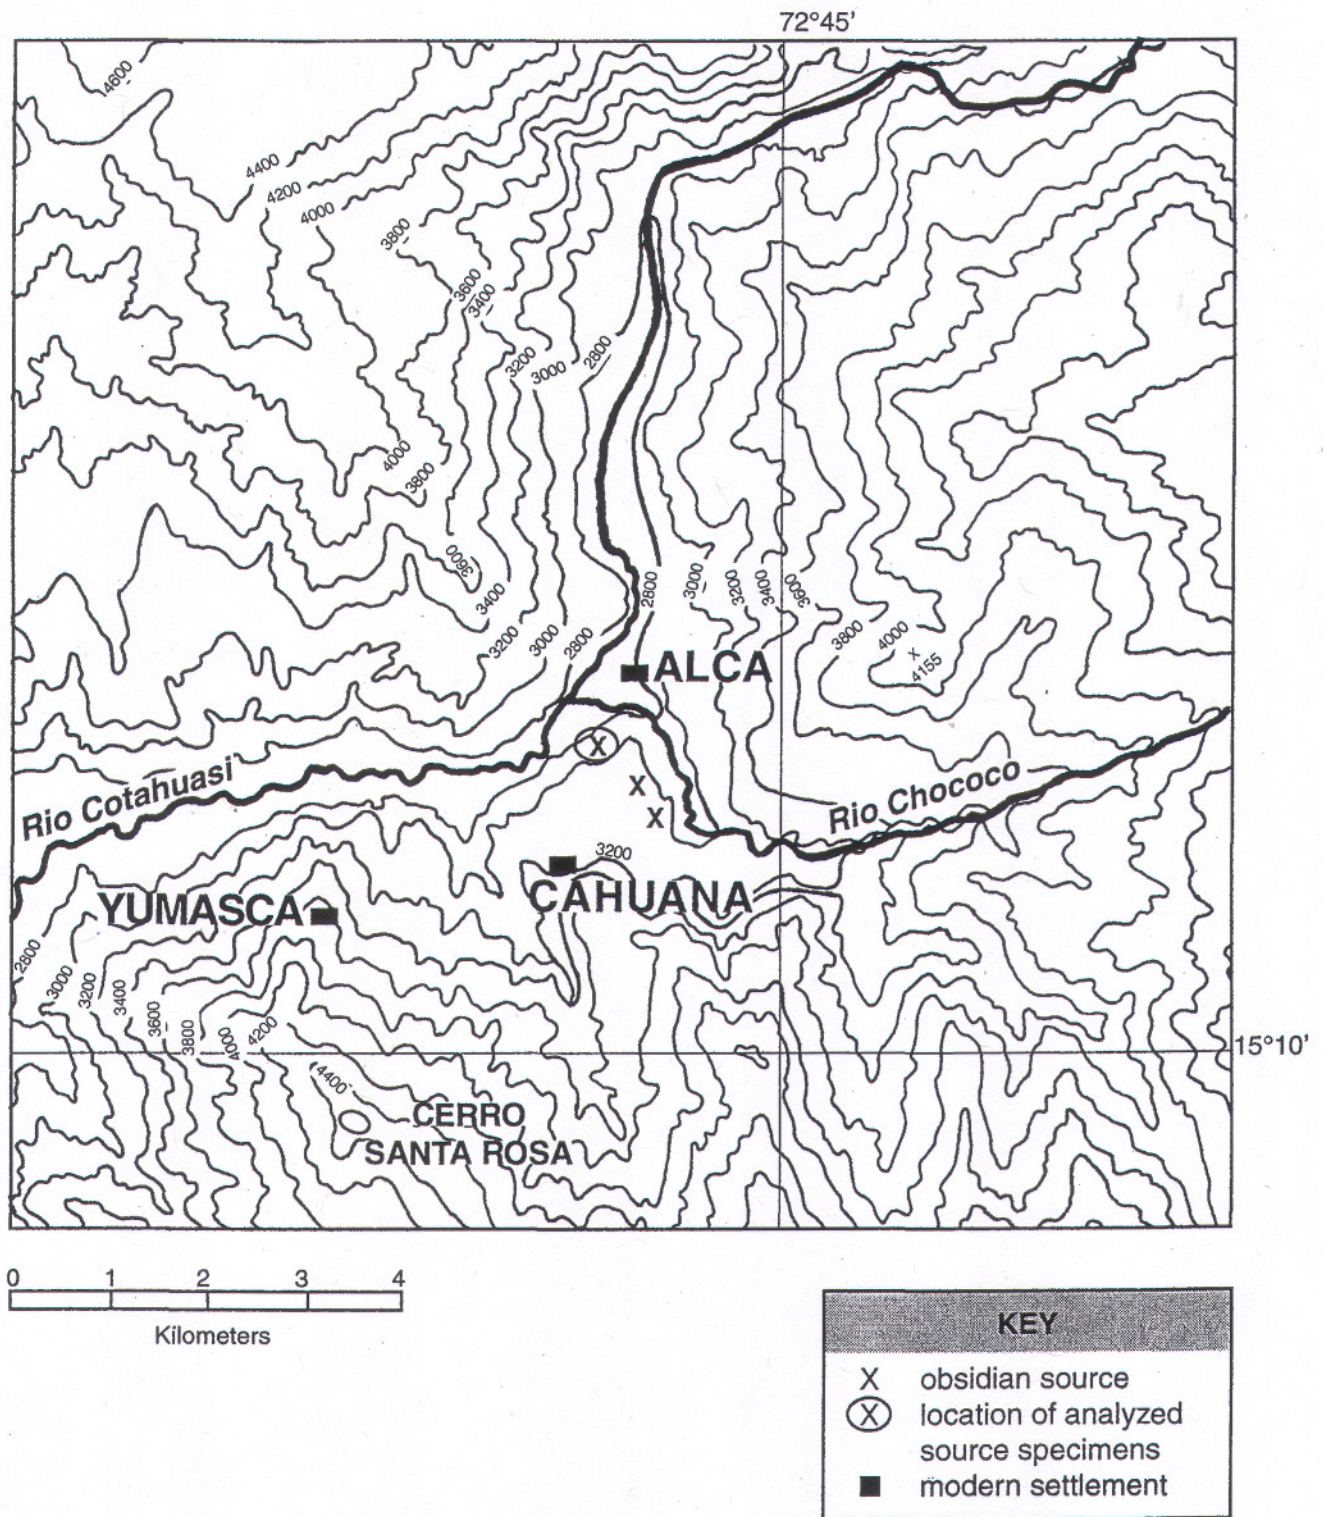 72°45'
4600
4400
4200
4000
3800
3600
3400
3200
3000
2800
4000
3800
3600
3400
3200
3000
2800
2800
3000
3200
3400
3600
3800
4000
X
4155
ALCA
X
X
X
Rio Cotahuasi
Rio Chococo
3200
CAHUANA
YUMASCA
2800
3000
3200
3400
3600
3800
4000
4200
4400
15°10'
CERRO
SANTA ROSA
0 1 2 3 4
Kilometers
KEY
X obsidian source
X location of analyzed
source specimens
modern settlement